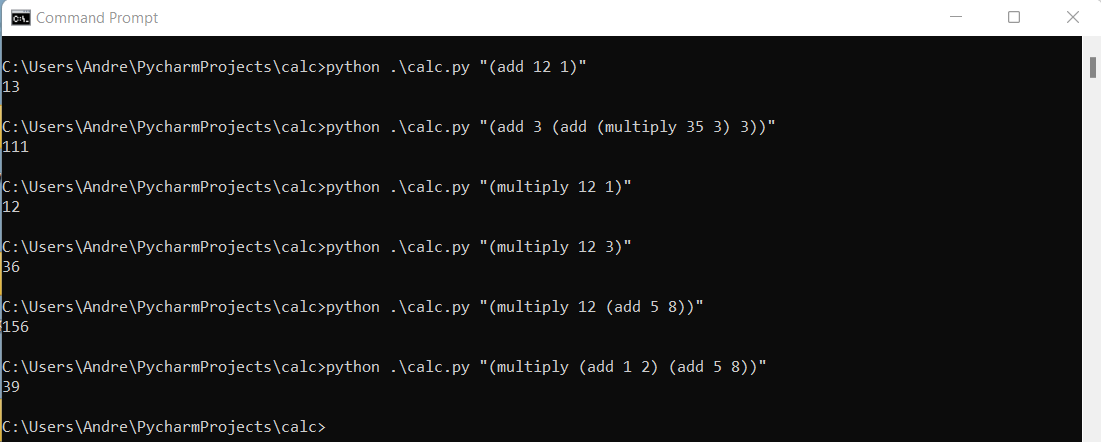 Command Prompt
C:\Users\Andre\PycharmProjects\calc>python .\calc.py "(add 12 1)"
13
C:\Users\Andre\PycharmProjects\calc>python .\calc.py "(add 3 (add (multiply 35 3) 3))"
111
C:\Users\Andre\PycharmProjects\calc>python .\calc.py "(multiply 12 1)"
12
C:\Users\Andre\PycharmProjects\calc>python .\calc.py "(multiply 12 3)"
36
C:\Users\Andre\PycharmProjects\calc>python .\calc.py "(multiply 12 (add 5 8))"
156
C:\Users\Andre\PycharmProjects\calc>python .\calc.py "(multiply (add 1 2) (add 5 8))"
39
C:\Users\Andre\PycharmProjects\calc>